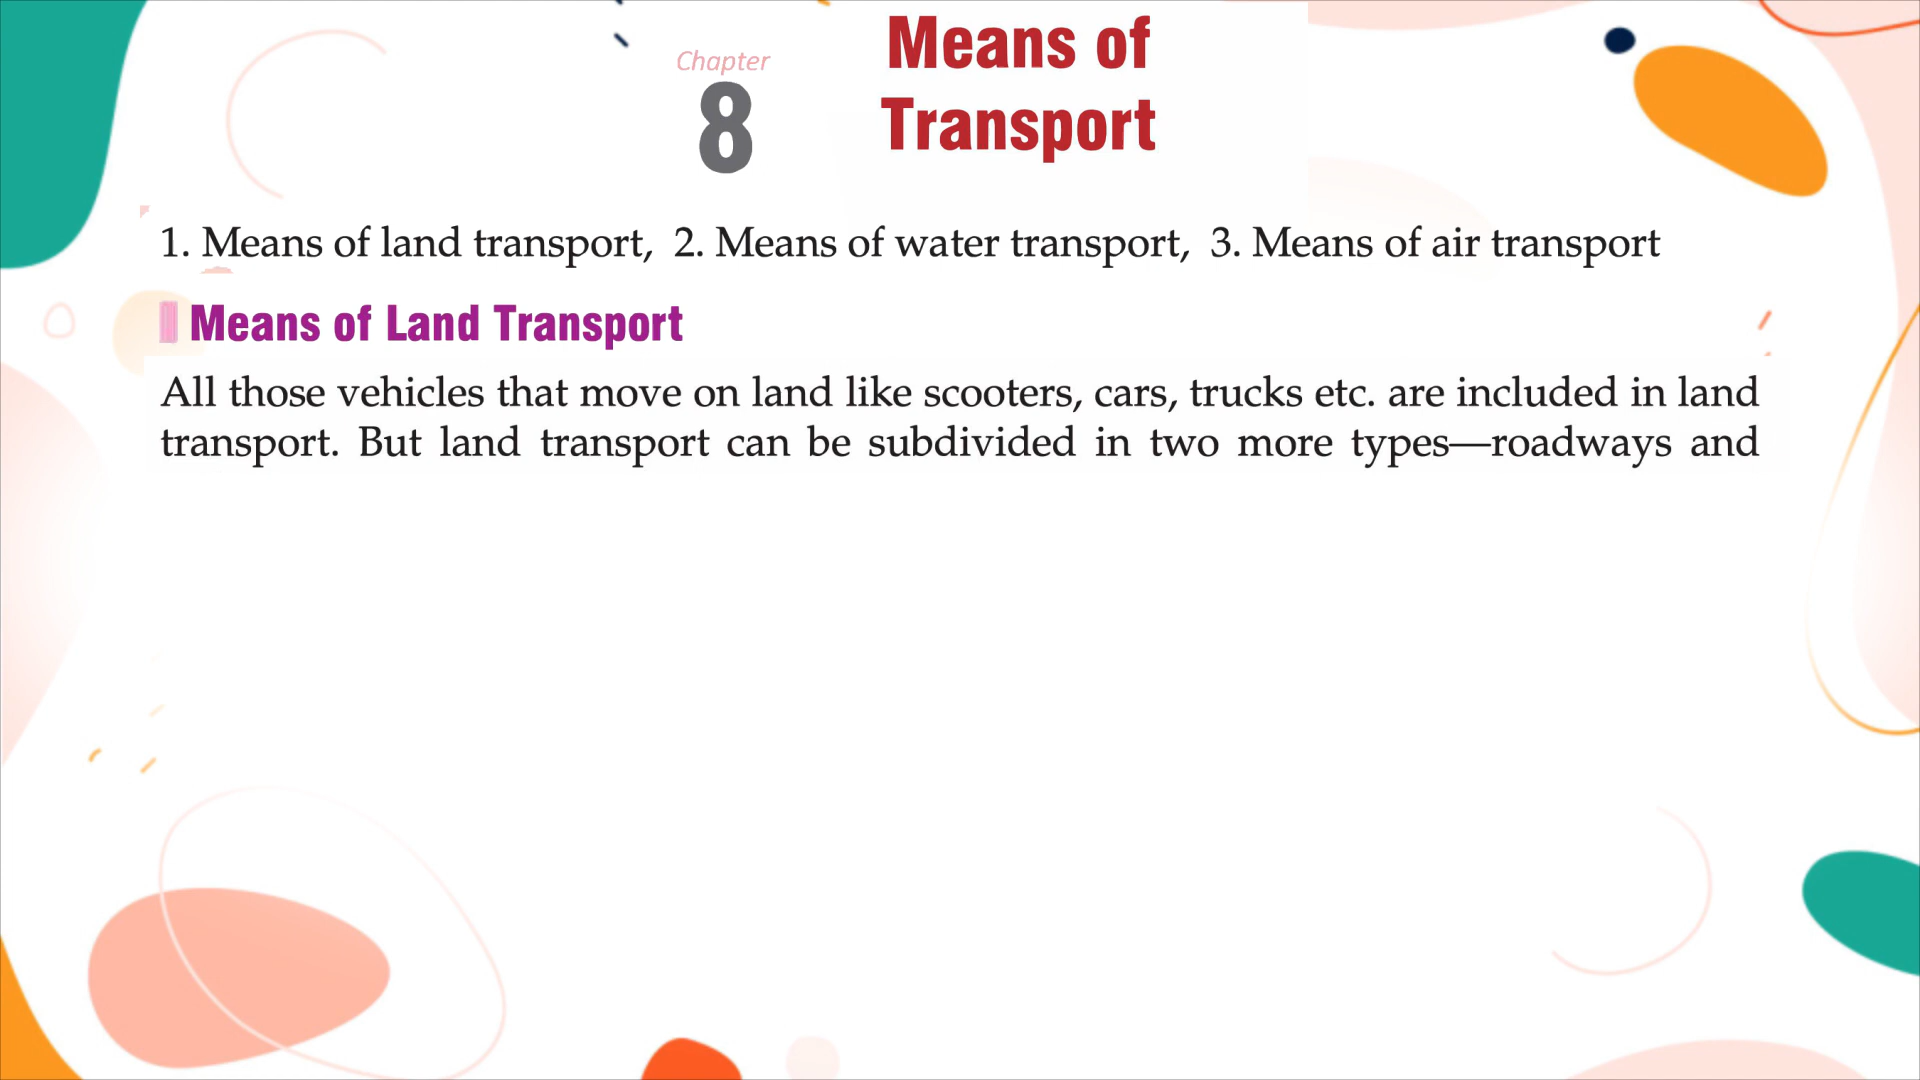 Chapter
8
Means of
Transport
1. Means of land transport, 2. Means of water transport, 3. Means of air transport
Means of Land Transport
All those vehicles that move on land like scooters, cars, trucks etc. are included in land
transport. But land transport can be subdivided in two more types—roadways and